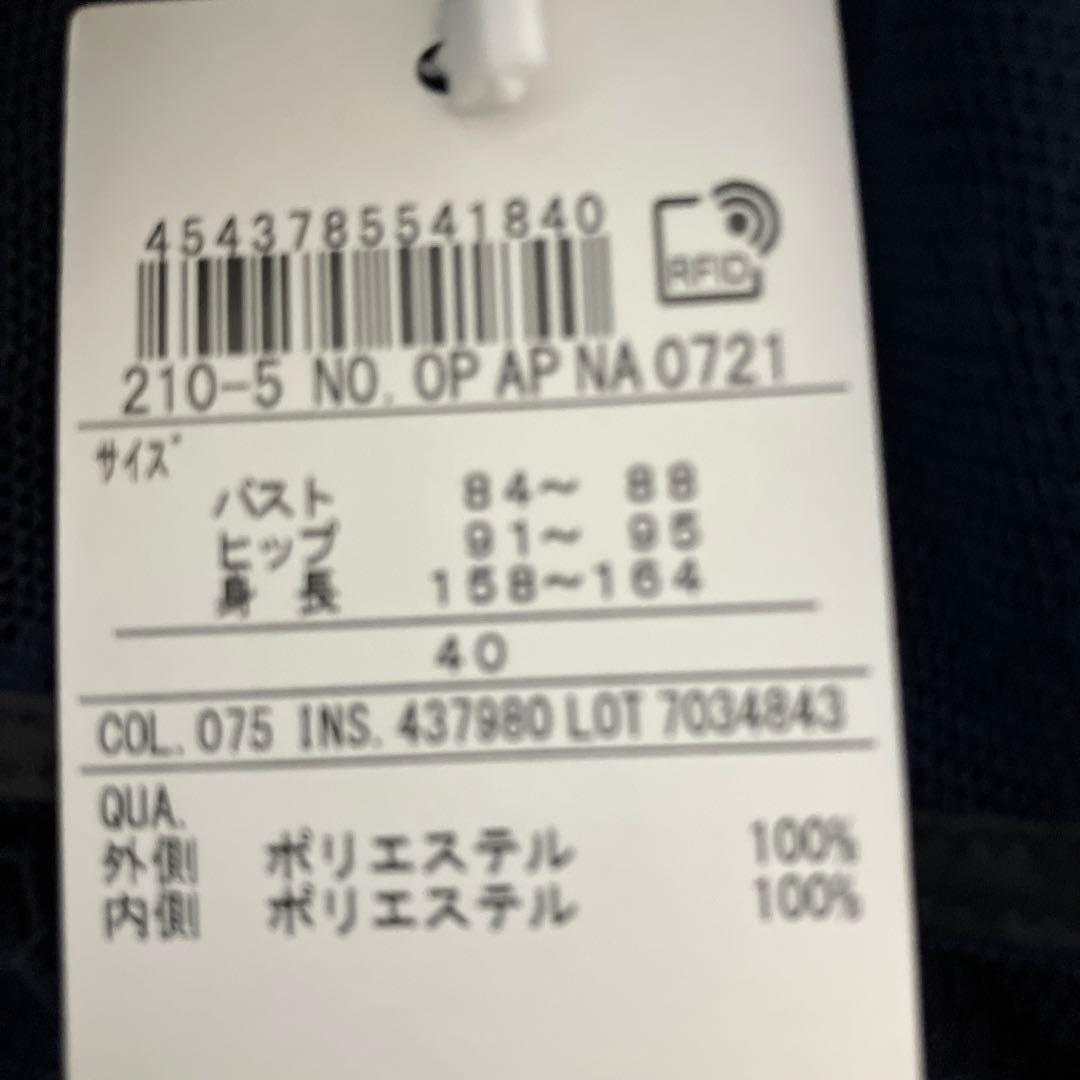 4543785541840
RFID
210-5 NO. OP AP NA 0721
サイズ
バスト 84～ 88
ヒップ 91～ 95
身 長 158～164
40
COL. 075 INS. 437980 LOT 7034843
QUA.
外側 ポリエステル 100%
内側 ポリエステル 100%